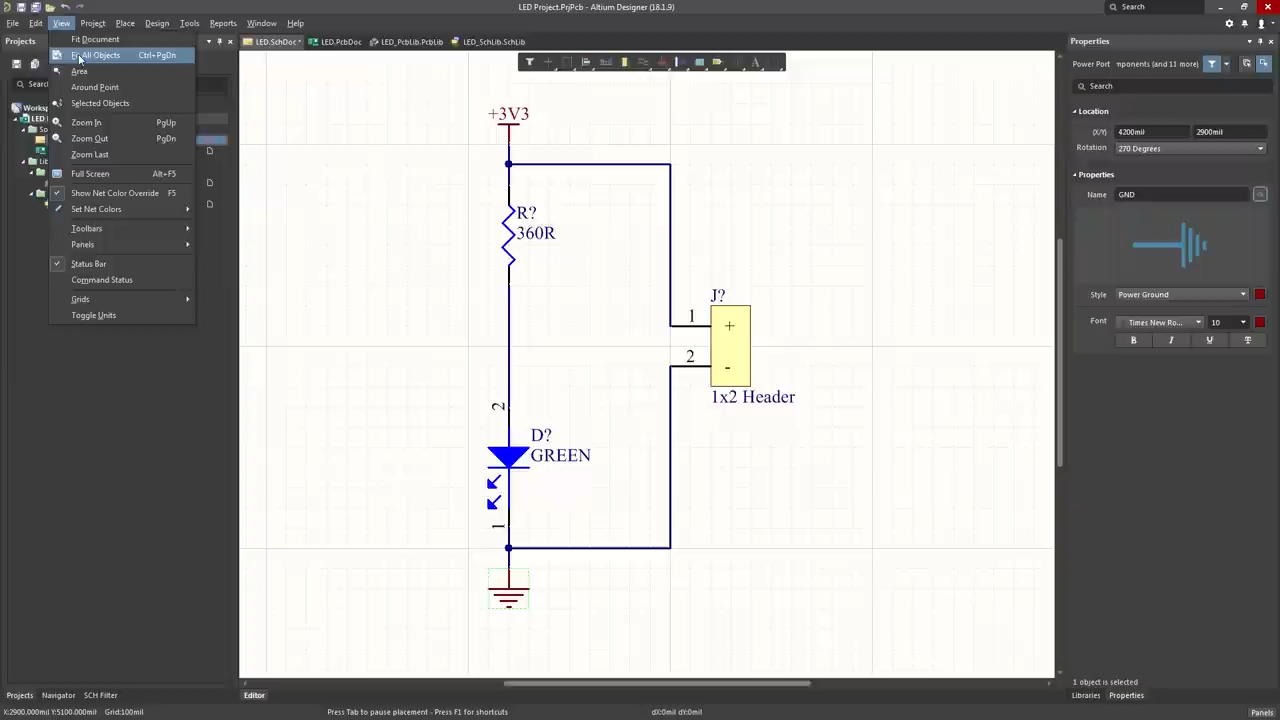 LED Project.PrjPcb - Altium Designer (18.1.9)
Search
File Edit View Project Place Design Tools Reports Window Help
Projects
LED.SchDoc * LED.PcbDoc LED_PcbLib.PcbLib LED_SchLib.SchLib
Properties
Fit Document
Fit All Objects Ctrl+PgDn
Area
Around Point
Selected Objects
Zoom In PgUp
Zoom Out PgDn
Zoom Last
Full Screen Alt+F5
Show Net Color Override F5
Set Net Colors
Toolbars
Panels
Status Bar
Command Status
Grids
Toggle Units
+3V3
R?
360R
J?
1 +
2 -
1x2 Header
2
D?
GREEN
1
Power Port mponents (and 11 more)
Search
Location
(X/Y) 4200mil 2900mil
Rotation 270 Degrees
Properties
Name GND
Style Power Ground
Font Times New Ro... 10
B I U T
1 object is selected
Projects Navigator SCH Filter
Editor
Libraries Properties
X:2900.000mil Y:5100.000mil Grid:100mil
Press Tab to pause placement - Press F1 for shortcuts
dX:0mil dY:0mil
Panels